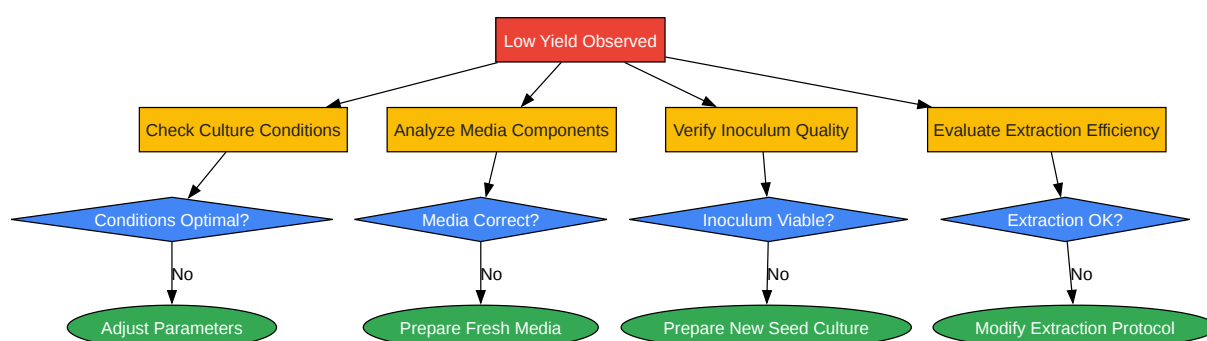 Low Yield Observed
Check Culture Conditions
Analyze Media Components
Verify Inoculum Quality
Evaluate Extraction Efficiency
Conditions Optimal?
Media Correct?
Inoculum Viable?
Extraction OK?
No
No
No
No
Adjust Parameters
Prepare Fresh Media
Prepare New Seed Culture
Modify Extraction Protocol